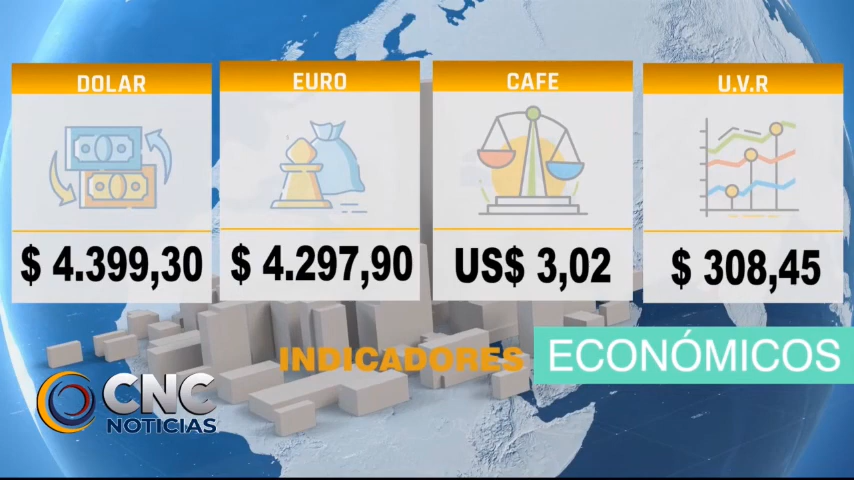 DOLAR
$ 4.399,30
EURO
$ 4.297,90
CAFE
US$ 3,02
U.V.R
$ 308,45
INDICADORES
ECONÓMICOS
CNC
NOTICIAS